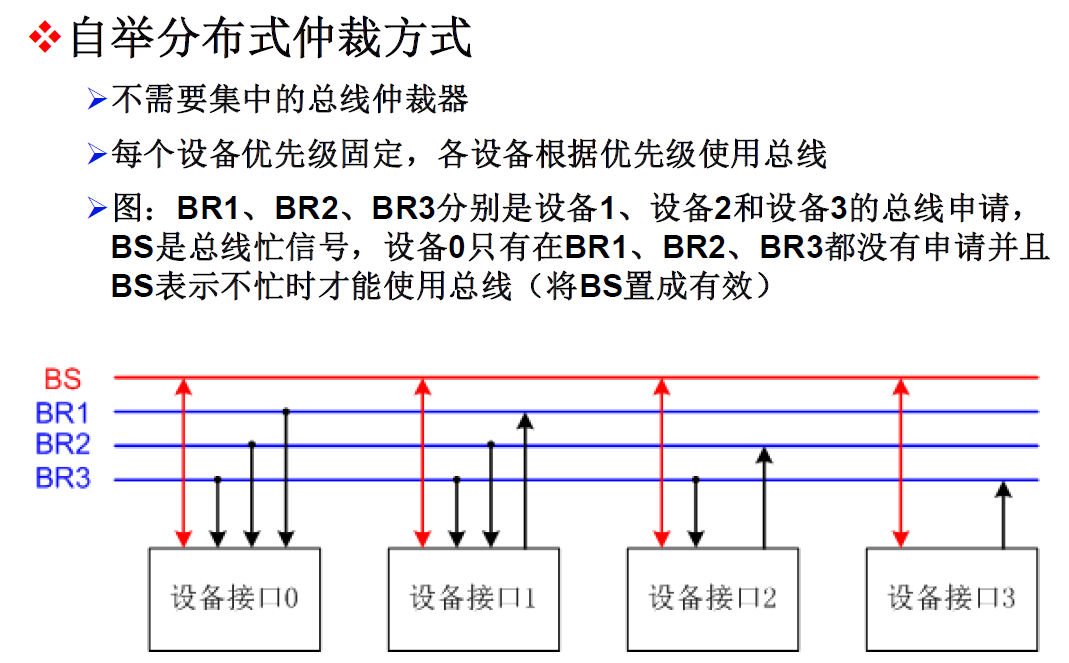 自举分布式仲裁方式
不需要集中的总线仲裁器
每个设备优先级固定，各设备根据优先级使用总线
图：BR1、BR2、BR3分别是设备1、设备2和设备3的总线申请，
BS是总线忙信号，设备0只有在BR1、BR2、BR3都没有申请并且
BS表示不忙时才能使用总线（将BS置成有效）
BS
BR1
BR2
BR3
设备接口0
设备接口1
设备接口2
设备接口3